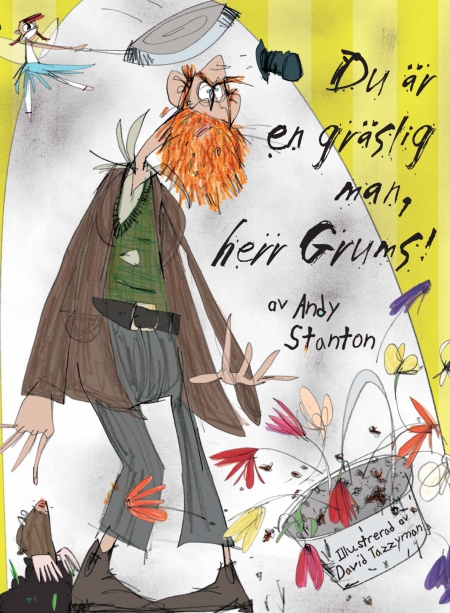 Du är
en gräslig
man,
herr Grums!
av Andy
Stanton
Illustrerad av
David Tazzyman